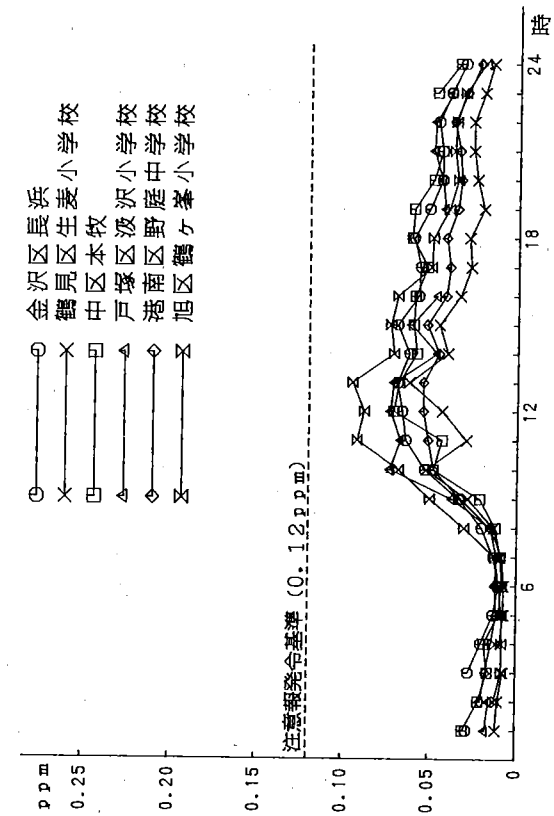 ppm
0.25
0.20
0.15
0.10
0.05
0
金沢区長浜
鶴見区生麦小学校
中区本牧
戸塚区汲沢小学校
港南区野庭中学校
旭区鶴ヶ峯小学校
注意報発令基準 (0.12ppm)
6
12
18
24
時